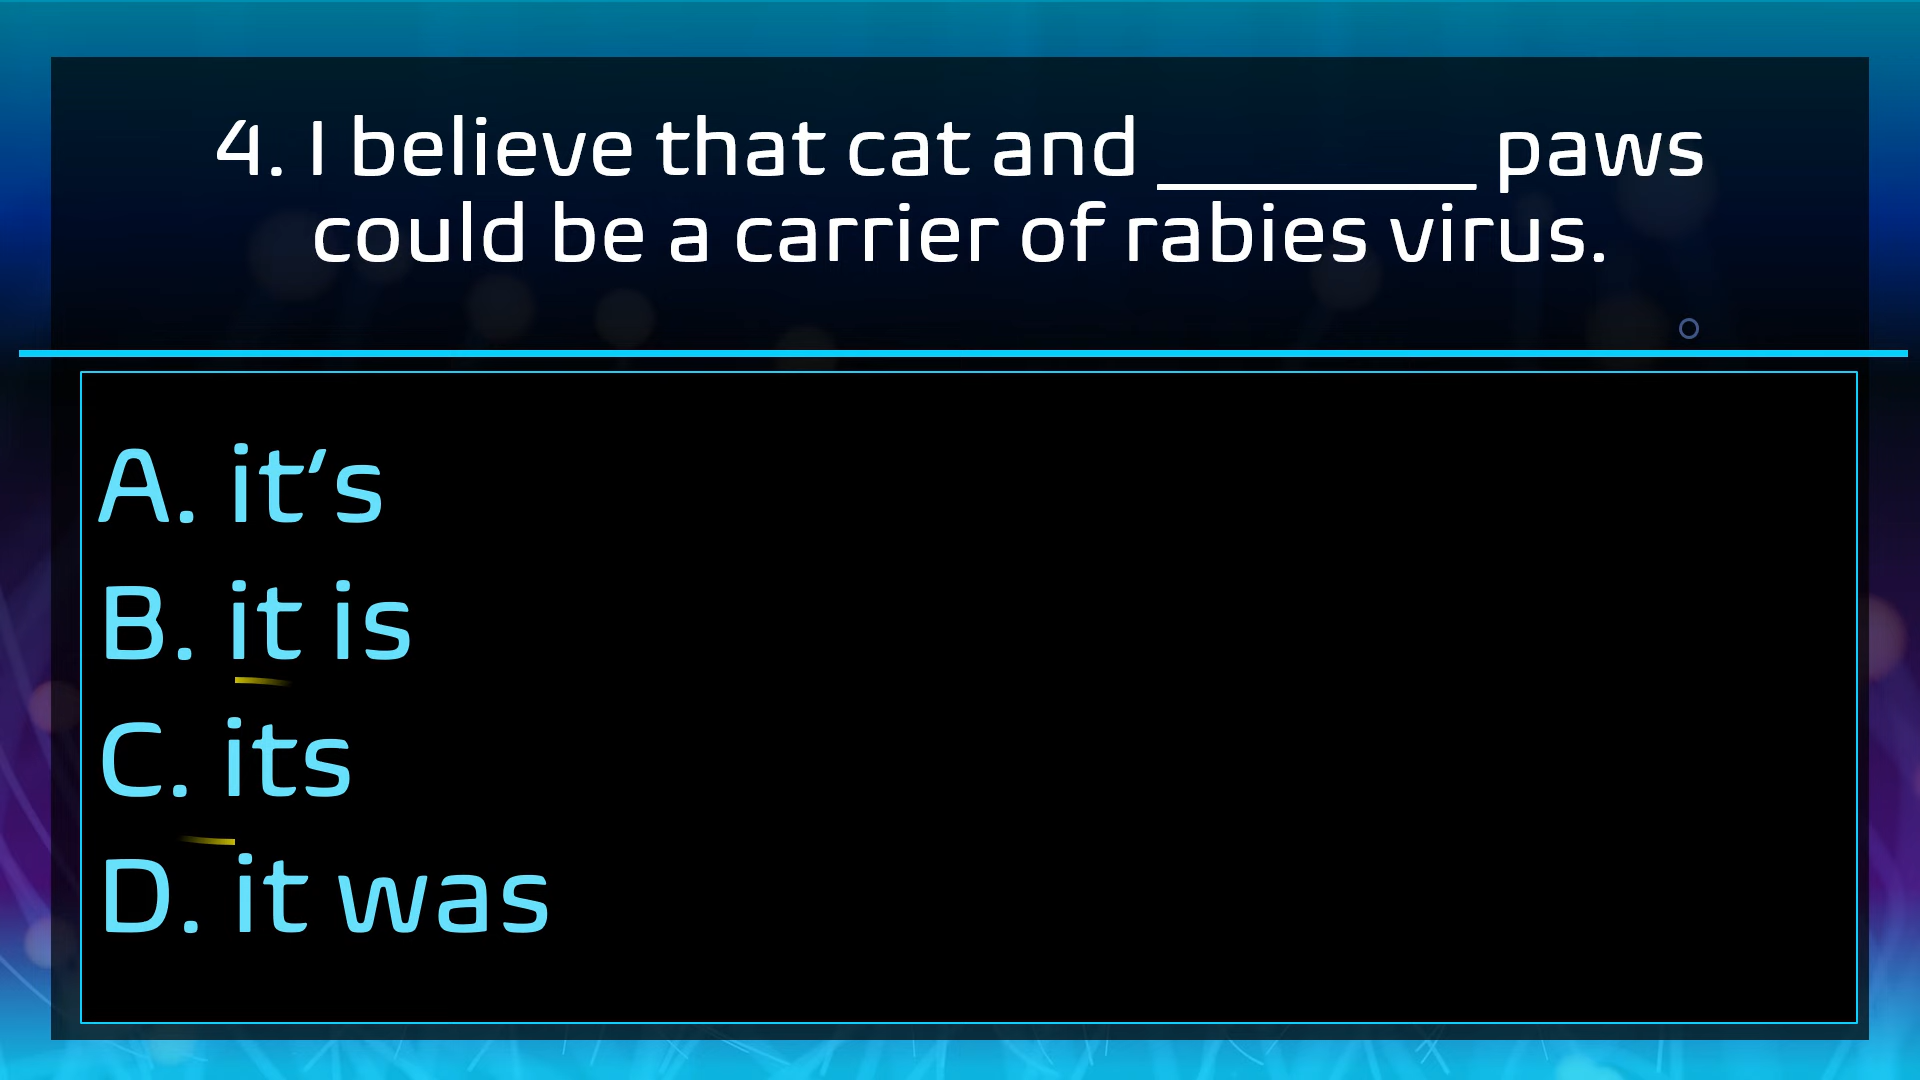 4. I believe that cat and ________ paws
could be a carrier of rabies virus.
A. it’s
B. it is
C. its
D. it was